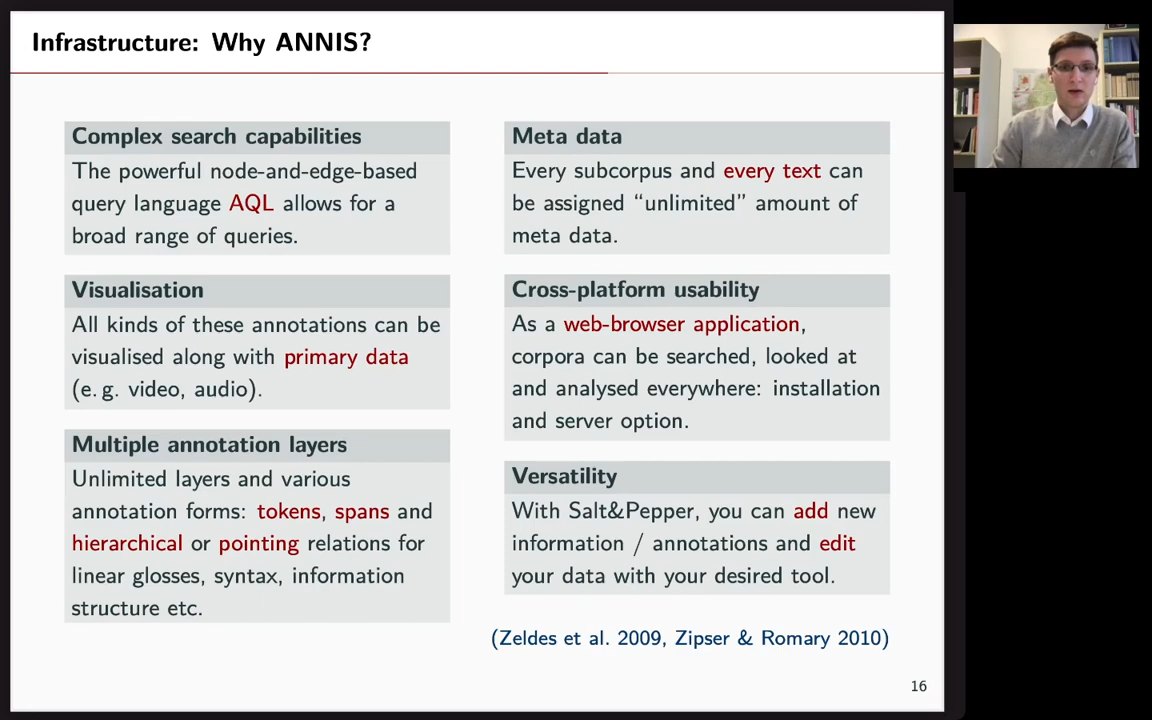 Infrastructure: Why ANNIS?
Complex search capabilities
The powerful node-and-edge-based
query language AQL allows for a
broad range of queries.
Visualisation
All kinds of these annotations can be
visualised along with primary data
(e. g. video, audio).
Multiple annotation layers
Unlimited layers and various
annotation forms: tokens, spans and
hierarchical or pointing relations for
linear glosses, syntax, information
structure etc.
Meta data
Every subcorpus and every text can
be assigned “unlimited” amount of
meta data.
Cross-platform usability
As a web-browser application,
corpora can be searched, looked at
and analysed everywhere: installation
and server option.
Versatility
With Salt&Pepper, you can add new
information / annotations and edit
your data with your desired tool.
(Zeldes et al. 2009, Zipser & Romary 2010)
16